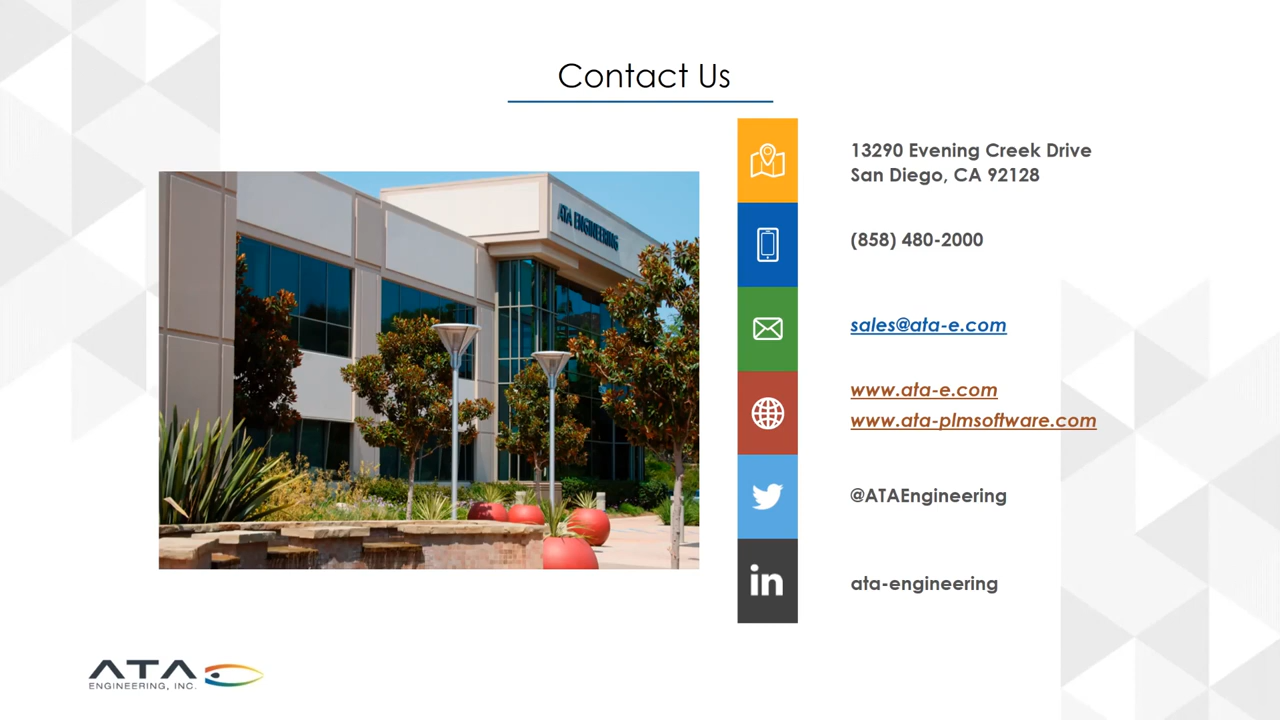 Contact Us
ATA ENGINEERING
13290 Evening Creek Drive
San Diego, CA 92128
(858) 480-2000
sales@ata-e.com
www.ata-e.com
www.ata-plmsoftware.com
@ATAEngineering
in
ata-engineering
ATA
ENGINEERING, INC.